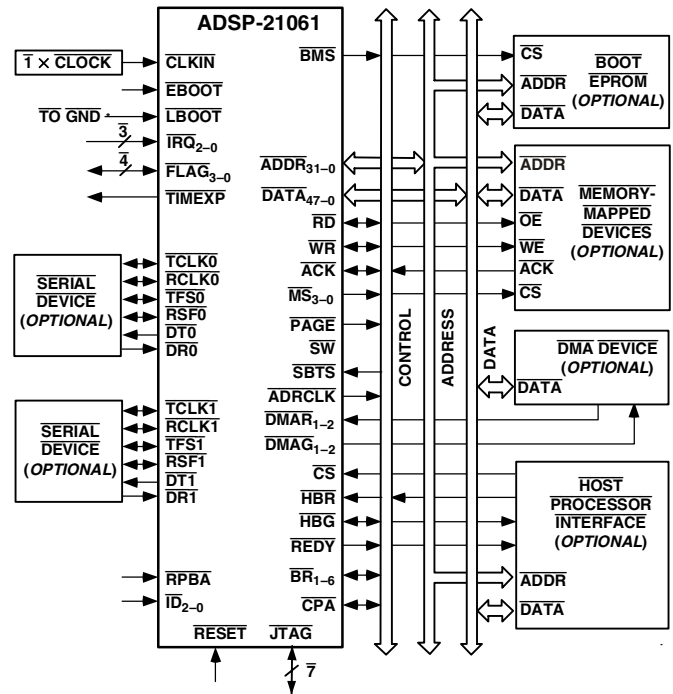 ADSP-21061
1 × CLOCK
CLKIN
EBOOT
TO GND
LBOOT
3
IRQ2-0
4
FLAG3-0
TIMEXP
SERIAL
DEVICE
(OPTIONAL)
TCLK0
RCLK0
TFS0
RSF0
DT0
DR0
SERIAL
DEVICE
(OPTIONAL)
TCLK1
RCLK1
TFS1
RSF1
DT1
DR1
RPBA
ID2-0
RESET
JTAG
7
BMS
ADDR31-0
DATA47-0
RD
WR
ACK
MS3-0
PAGE
SW
SBTS
ADRCLK
DMAR1-2
DMAG1-2
CS
HBR
HBG
REDY
BR1-6
CPA
CONTROL
ADDRESS
DATA
CS
ADDR
DATA
BOOT
EPROM
(OPTIONAL)
ADDR
DATA
OE
WE
ACK
CS
MEMORY-
MAPPED
DEVICES
(OPTIONAL)
DMA DEVICE
(OPTIONAL)
DATA
HOST
PROCESSOR
INTERFACE
(OPTIONAL)
ADDR
DATA